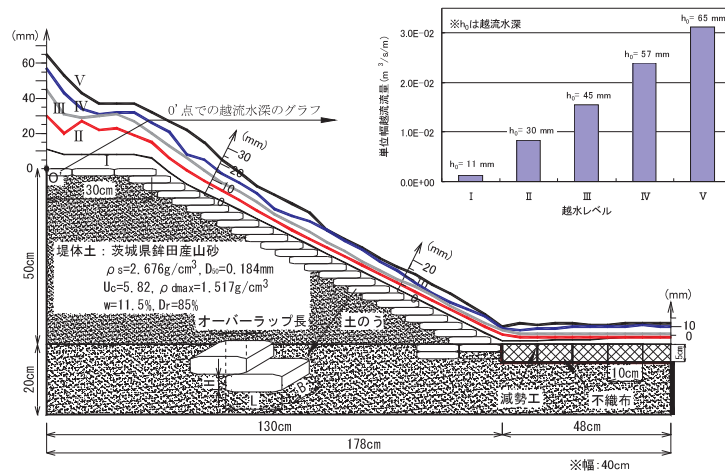 (mm)
60
40
20
0
V
IV
III
II
I
0'点での越流水深のグラフ
(mm)
30
20
10
0
(mm)
20
10
0
(mm)
10
0
O'
30cm
50cm
20cm
堤体土：茨城県鉾田産山砂
ρs=2.676g/cm³, D₅₀=0.184mm
Uc=5.82, ρdmax=1.517g/cm³
w=11.5%, Dr=85%
オーバーラップ長
土のう
H
L
B
5cm
10cm
減勢工
不織布
130cm
48cm
178cm
※幅:40cm
※h₀は越流水深
単位幅越流流量(m³/s/m)
3.0E-02
2.0E-02
1.0E-02
0.0E+00
h₀= 11 mm
h₀= 30 mm
h₀= 45 mm
h₀= 57 mm
h₀= 65 mm
I
II
III
IV
V
越水レベル